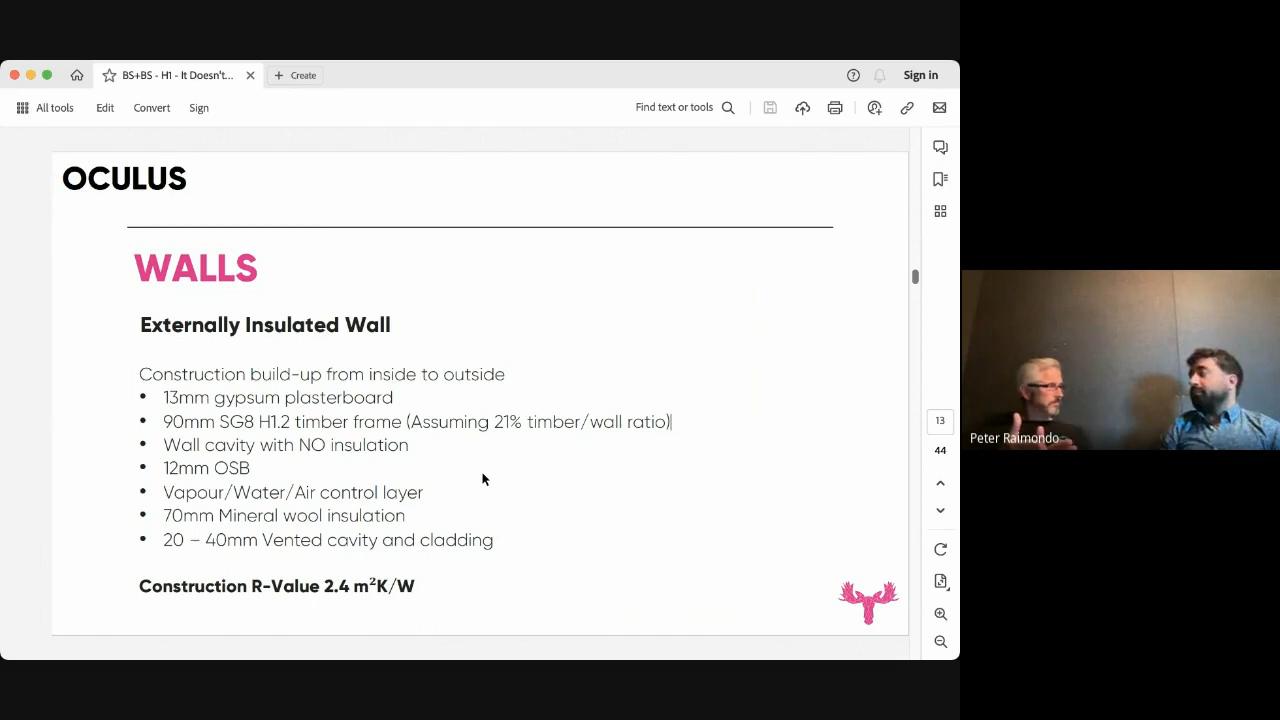 BS+BS - H1 - It Doesn't...
Create
Sign in
All tools
Edit
Convert
Sign
Find text or tools
OCULUS
WALLS
Externally Insulated Wall
Construction build-up from inside to outside
• 13mm gypsum plasterboard
• 90mm SG8 H1.2 timber frame (Assuming 21% timber/wall ratio)
• Wall cavity with NO insulation
• 12mm OSB
• Vapour/Water/Air control layer
• 70mm Mineral wool insulation
• 20 – 40mm Vented cavity and cladding
Construction R-Value 2.4 m²K/W
13
44
Peter Raimondo